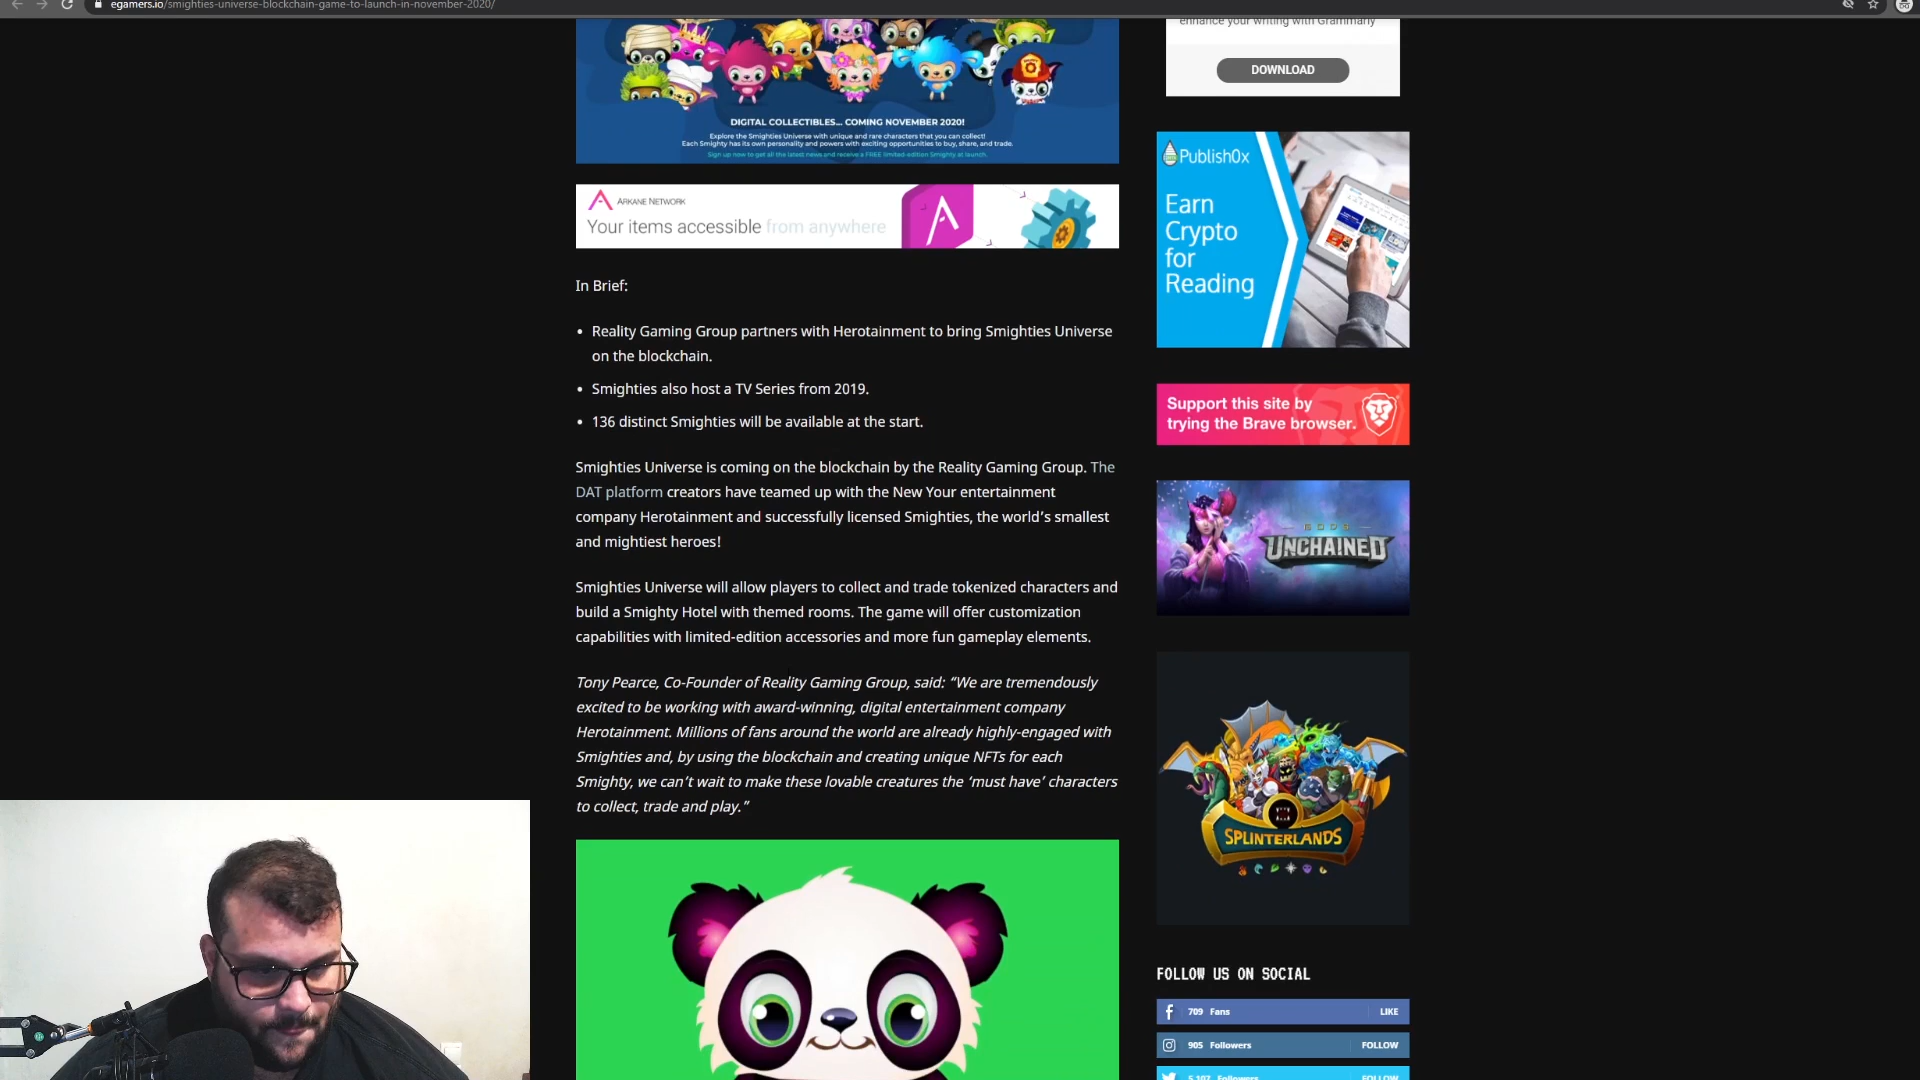 egamers.io/smighties-universe-blockchain-game-to-launch-in-november-2020/
enhance your writing with Grammarly
DOWNLOAD
DIGITAL COLLECTIBLES... COMING NOVEMBER 2020!
Explore the Smighties Universe with unique and rare characters that you can collect!
Each Smighty has its own personality and powers with exciting opportunities to buy, share, and trade.
Sign up now to get all the latest news and receive a FREE limited-edition Smighty at launch.
Publish0x
Earn
Crypto
for
Reading
ARKANE NETWORK
Your items accessible from anywhere
In Brief:
• Reality Gaming Group partners with Herotainment to bring Smighties Universe
on the blockchain.
• Smighties also host a TV Series from 2019.
• 136 distinct Smighties will be available at the start.
Support this site by
trying the Brave browser.
Smighties Universe is coming on the blockchain by the Reality Gaming Group. The
DAT platform creators have teamed up with the New Your entertainment
company Herotainment and successfully licensed Smighties, the world’s smallest
and mightiest heroes!
GODS
UNCHAINED
Smighties Universe will allow players to collect and trade tokenized characters and
build a Smighty Hotel with themed rooms. The game will offer customization
capabilities with limited-edition accessories and more fun gameplay elements.
Tony Pearce, Co-Founder of Reality Gaming Group, said: “We are tremendously
excited to be working with award-winning, digital entertainment company
Herotainment. Millions of fans around the world are already highly-engaged with
Smighties and, by using the blockchain and creating unique NFTs for each
Smighty, we can’t wait to make these lovable creatures the ‘must have’ characters
to collect, trade and play.”
SPLINTERLANDS
FOLLOW US ON SOCIAL
709 Fans LIKE
905 Followers FOLLOW
5,107 Followers FOLLOW